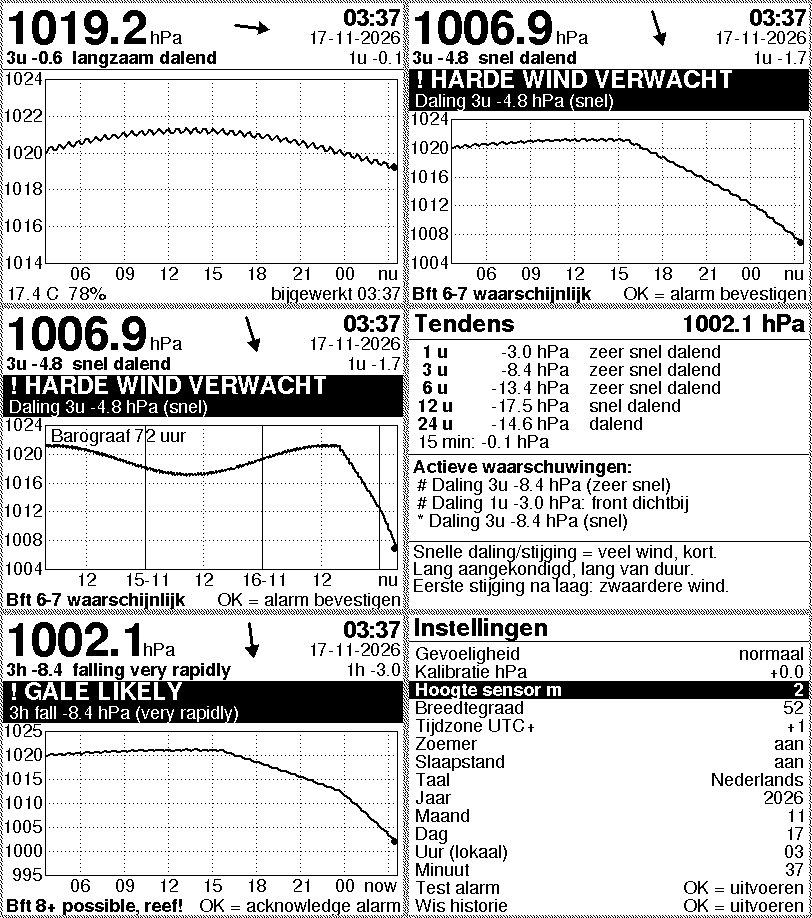 1019.2 hPa 03:37
17-11-2026
3u -0.6 langzaam dalend 1u -0.1
1024
1022
1020
1018
1016
1014
06 09 12 15 18 21 00 nu
17.4 C 78% bijgewerkt 03:37
1006.9 hPa 03:37
17-11-2026
3u -4.8 snel dalend 1u -1.7
! HARDE WIND VERWACHT
Daling 3u -4.8 hPa (snel)
1024
1020
1016
1012
1008
1004
06 09 12 15 18 21 00 nu
Bft 6-7 waarschijnlijk OK = alarm bevestigen
1006.9 hPa 03:37
17-11-2026
3u -4.8 snel dalend 1u -1.7
! HARDE WIND VERWACHT
Daling 3u -4.8 hPa (snel)
Barograaf 72 uur
1024
1020
1016
1012
1008
1004
12 15-11 12 16-11 12 nu
Bft 6-7 waarschijnlijk OK = alarm bevestigen
Tendens 1002.1 hPa
1 u -3.0 hPa zeer snel dalend
3 u -8.4 hPa zeer snel dalend
6 u -13.4 hPa zeer snel dalend
12 u -17.5 hPa snel dalend
24 u -14.6 hPa dalend
15 min: -0.1 hPa
Actieve waarschuwingen:
# Daling 3u -8.4 hPa (zeer snel)
# Daling 1u -3.0 hPa: front dichtbij
* Daling 3u -8.4 hPa (snel)
Snelle daling/stijging = veel wind, kort.
Lang aangekondigd, lang van duur.
Eerste stijging na laag: zwaardere wind.
1002.1 hPa 03:37
17-11-2026
3h -8.4 falling very rapidly 1h -3.0
! GALE LIKELY
3h fall -8.4 hPa (very rapidly)
1025
1020
1015
1010
1005
1000
995
06 09 12 15 18 21 00 now
Bft 8+ possible, reef! OK = acknowledge alarm
Instellingen
Gevoeligheid normaal
Kalibratie hPa +0.0
Hoogte sensor m 2
Breedtegraad 52
Tijdzone UTC+ +1
Zoemer aan
Slaapstand aan
Taal Nederlands
Jaar 2026
Maand 11
Dag 17
Uur (lokaal) 03
Minuut 37
Test alarm OK = uitvoeren
Wis historie OK = uitvoeren